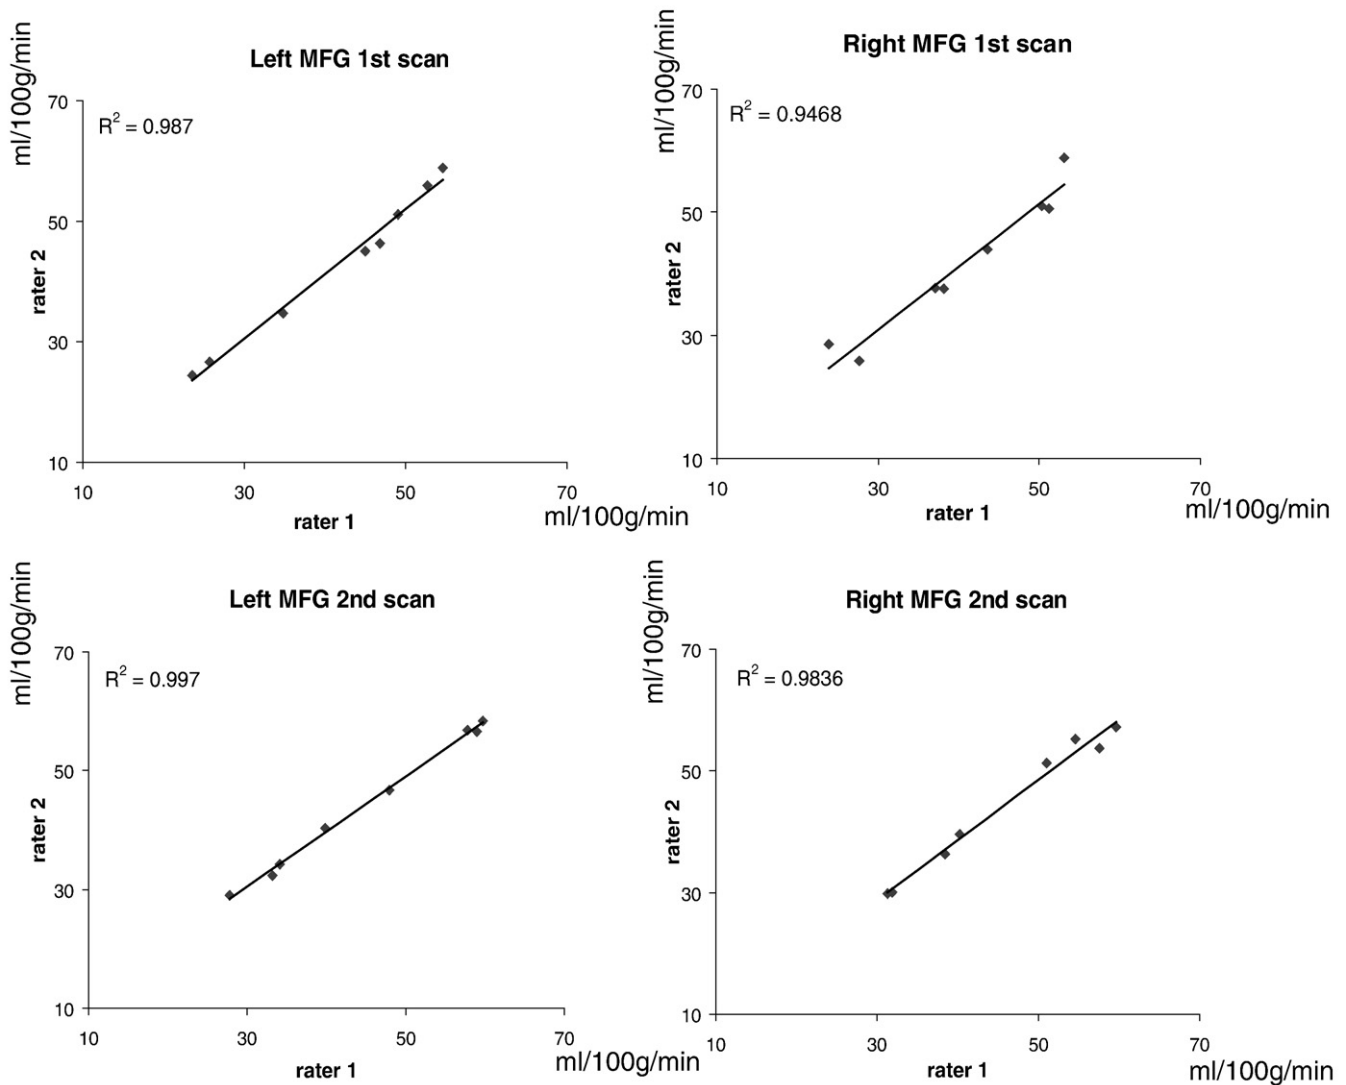 Left MFG 1st scan
ml/100g/min
R² = 0.987
70
50
30
10
rater 2
10 30 50 70
rater 1
ml/100g/min
Right MFG 1st scan
ml/100g/min
R² = 0.9468
70
50
30
10
rater 2
10 30 50 70
rater 1
ml/100g/min
Left MFG 2nd scan
ml/100g/min
R² = 0.997
70
50
30
10
rater 2
10 30 50 70
rater 1
ml/100g/min
Right MFG 2nd scan
ml/100g/min
R² = 0.9836
70
50
30
10
rater 2
10 30 50 70
rater 1
ml/100g/min